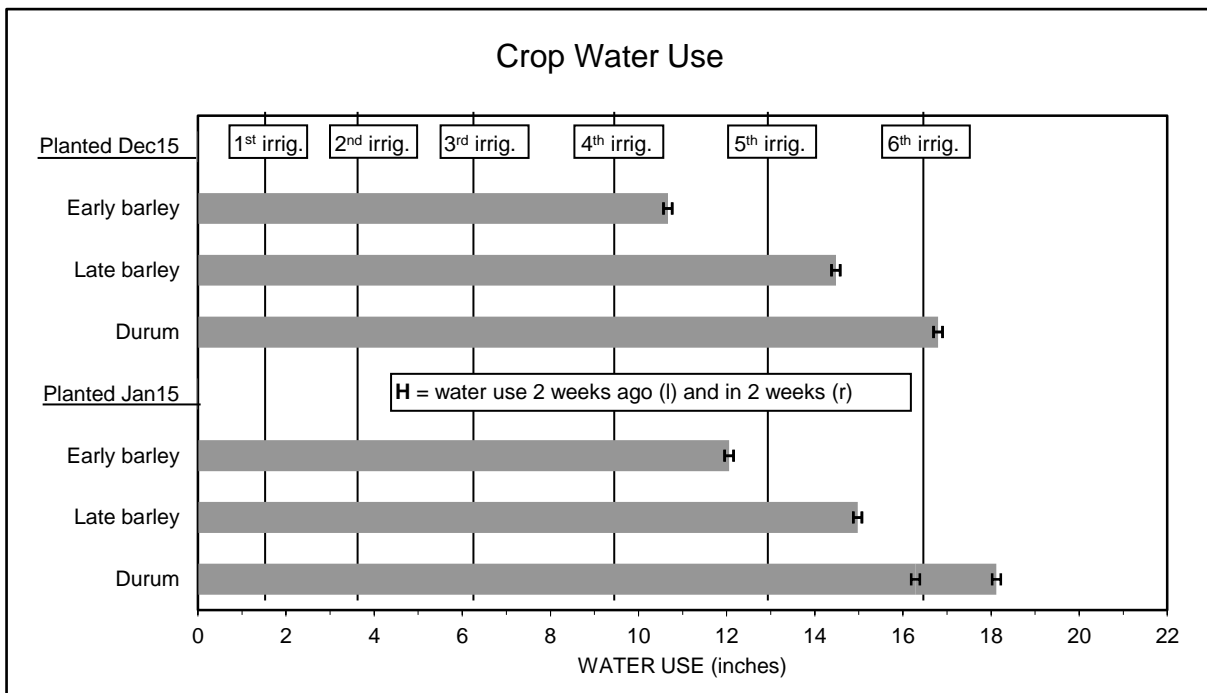 Crop Water Use
Planted Dec15
1st irrig. 2nd irrig. 3rd irrig. 4th irrig. 5th irrig. 6th irrig.
Early barley
Late barley
Durum
Planted Jan15
H = water use 2 weeks ago (l) and in 2 weeks (r)
Early barley
Late barley
Durum
0 2 4 6 8 10 12 14 16 18 20 22
WATER USE (inches)